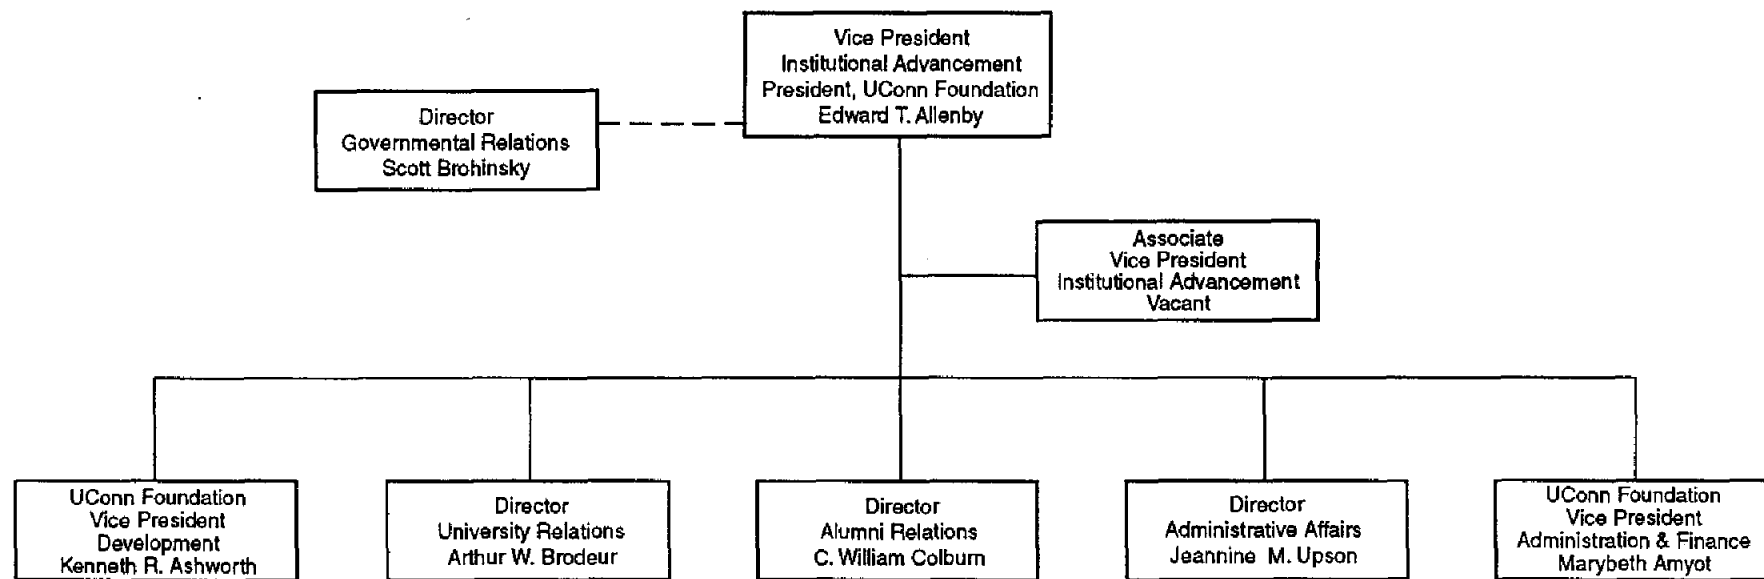 Vice President
Institutional Advancement
President, UConn Foundation
Edward T. Allenby
Director
Governmental Relations
Scott Brohinsky
Associate
Vice President
Institutional Advancement
Vacant
UConn Foundation
Vice President
Development
Kenneth R. Ashworth
Director
University Relations
Arthur W. Brodeur
Director
Alumni Relations
C. William Colburn
Director
Administrative Affairs
Jeannine M. Upson
UConn Foundation
Vice President
Administration & Finance
Marybeth Amyot